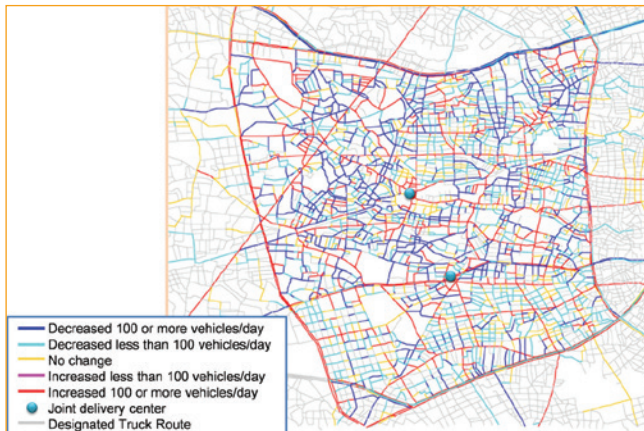 Decreased 100 or more vehicles/day
Decreased less than 100 vehicles/day
No change
Increased less than 100 vehicles/day
Increased 100 or more vehicles/day
Joint delivery center
Designated Truck Route